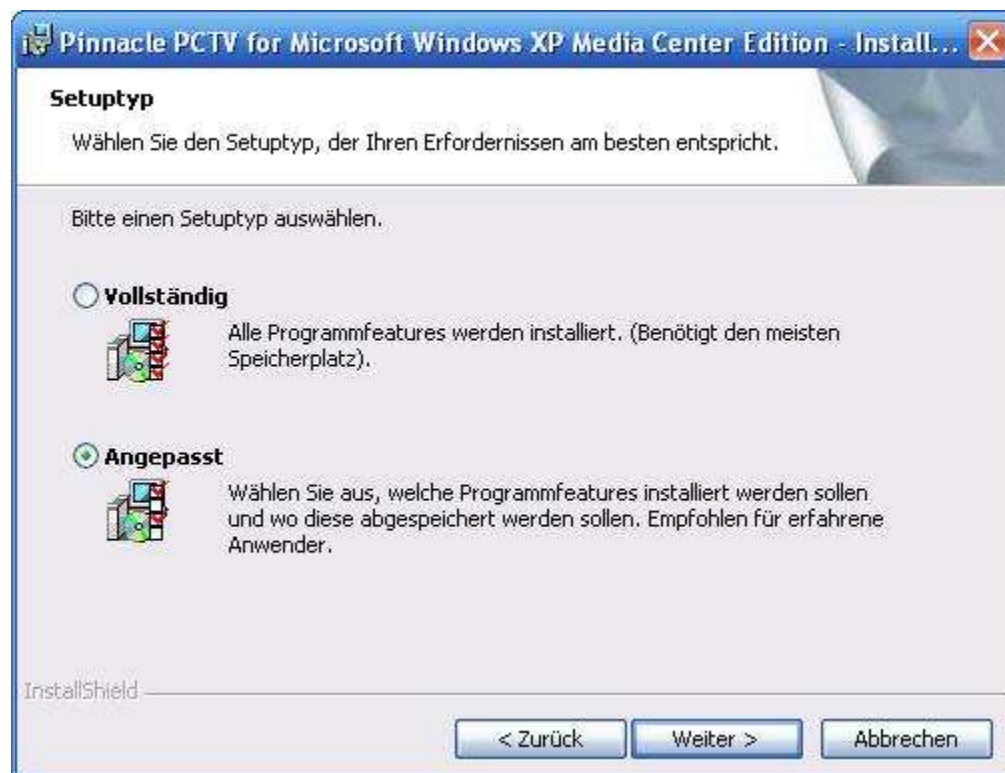 Pinnacle PCTV for Microsoft Windows XP Media Center Edition - Install...
Setuptyp
Wählen Sie den Setuptyp, der Ihren Erfordernissen am besten entspricht.
Bitte einen Setuptyp auswählen.
Vollständig
Alle Programmfeatures werden installiert. (Benötigt den meisten
Speicherplatz).
Angepasst
Wählen Sie aus, welche Programmfeatures installiert werden sollen
und wo diese abgespeichert werden sollen. Empfohlen für erfahrene
Anwender.
InstallShield
< Zurück Weiter > Abbrechen